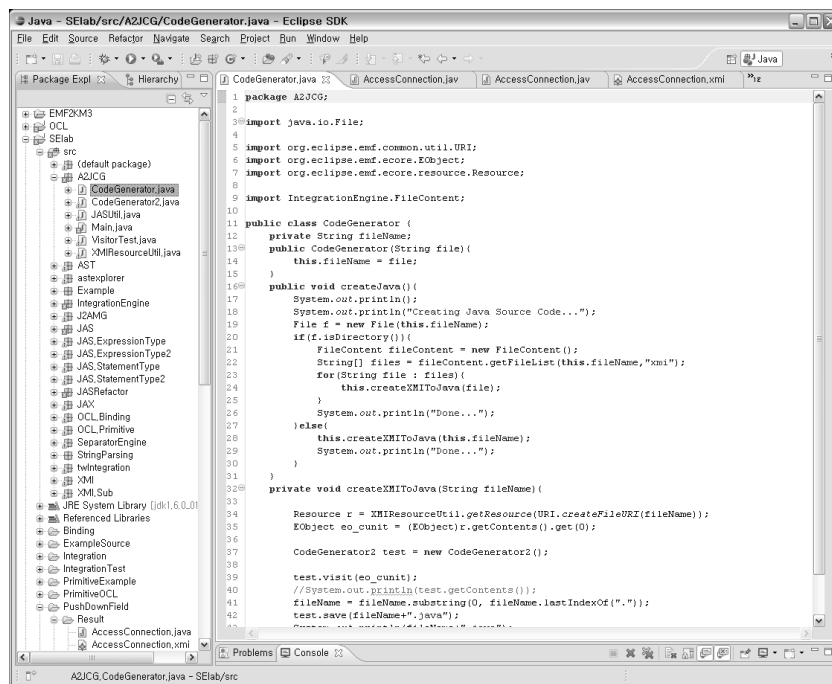 Java - SElab/src/A2JCG/CodeGenerator.java - Eclipse SDK
File Edit Source Refactor Navigate Search Project Run Window Help
Java
Package Expl
Hierarchy
EMF2KM3
OCL
SElab
src
(default package)
A2JCG
CodeGenerator.java
CodeGenerator2.java
JASUtil.java
Main.java
VisitorTest.java
XMIResourceUtil.java
AST
astexplorer
Example
IntegrationEngine
J2AMG
JAS
JAS.ExpressionType
JAS.ExpressionType2
JAS.StatementType
JAS.StatementType2
JASRefactor
JAX
OCL.Binding
OCL.Primitive
SeparatorEngine
StringParsing
twIntegration
XMI
XMI.Sub
JRE System Library [jdk1.6.0_01
Referenced Libraries
Binding
ExampleSource
Integration
IntegrationTest
PrimitiveExample
PrimitiveOCL
PushDownField
Result
AccessConnection.java
AccessConnection.xmi
CodeGenerator.java
AccessConnection.jav
AccessConnection.jav
AccessConnection.xmi
»12
1 package A2JCG;
2
3 import java.io.File;
4
5 import org.eclipse.emf.common.util.URI;
6 import org.eclipse.emf.ecore.EObject;
7 import org.eclipse.emf.ecore.resource.Resource;
8
9 import IntegrationEngine.FileContent;
10
11 public class CodeGenerator {
12 private String fileName;
13 public CodeGenerator(String file){
14 this.fileName = file;
15 }
16 public void createJava(){
17 System.out.println();
18 System.out.println("Creating Java Source Code...");
19 File f = new File(this.fileName);
20 if(f.isDirectory()){
21 FileContent fileContent = new FileContent();
22 String[] files = fileContent.getFileList(this.fileName,"xmi");
23 for(String file : files){
24 this.createXMIToJava(file);
25 }
26 System.out.println("Done...");
27 }else{
28 this.createXMIToJava(this.fileName);
29 System.out.println("Done...");
30 }
31 }
32 private void createXMIToJava(String fileName){
33
34 Resource r = XMIResourceUtil.getResource(URI.createFileURI(fileName));
35 EObject eo_cunit = (EObject)r.getContents().get(0);
36
37 CodeGenerator2 test = new CodeGenerator2();
38
39 test.visit(eo_cunit);
40 //System.out.println(test.getContents());
41 fileName = fileName.substring(0, fileName.lastIndexOf("."));
42 test.save(fileName+".java");
43 System.out.println(fileName+".java");
Problems
Console
A2JCG.CodeGenerator.java - SElab/src